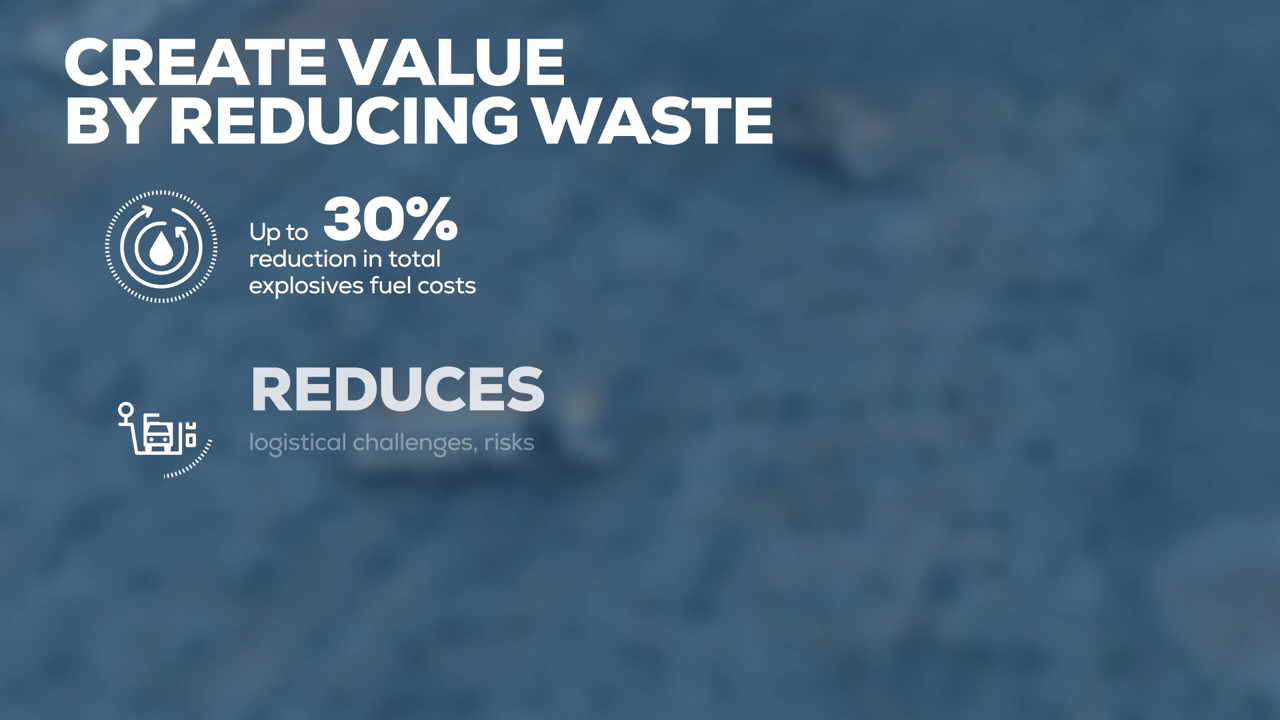 CREATE VALUE
BY REDUCING WASTE
Up to 30%
reduction in total
explosives fuel costs
REDUCES
logistical challenges, risks